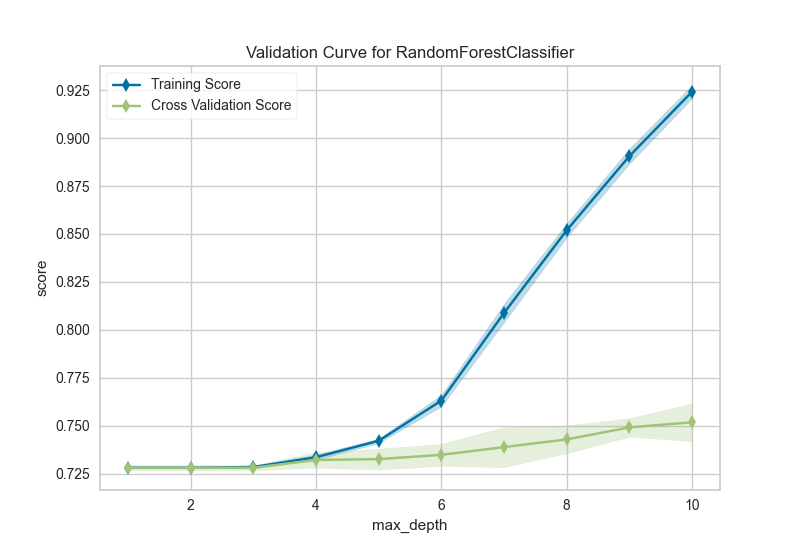 Validation Curve for RandomForestClassifier
Training Score
Cross Validation Score
0.925
0.900
0.875
0.850
0.825
0.800
0.775
0.750
0.725
score
2 4 6 8 10
max_depth